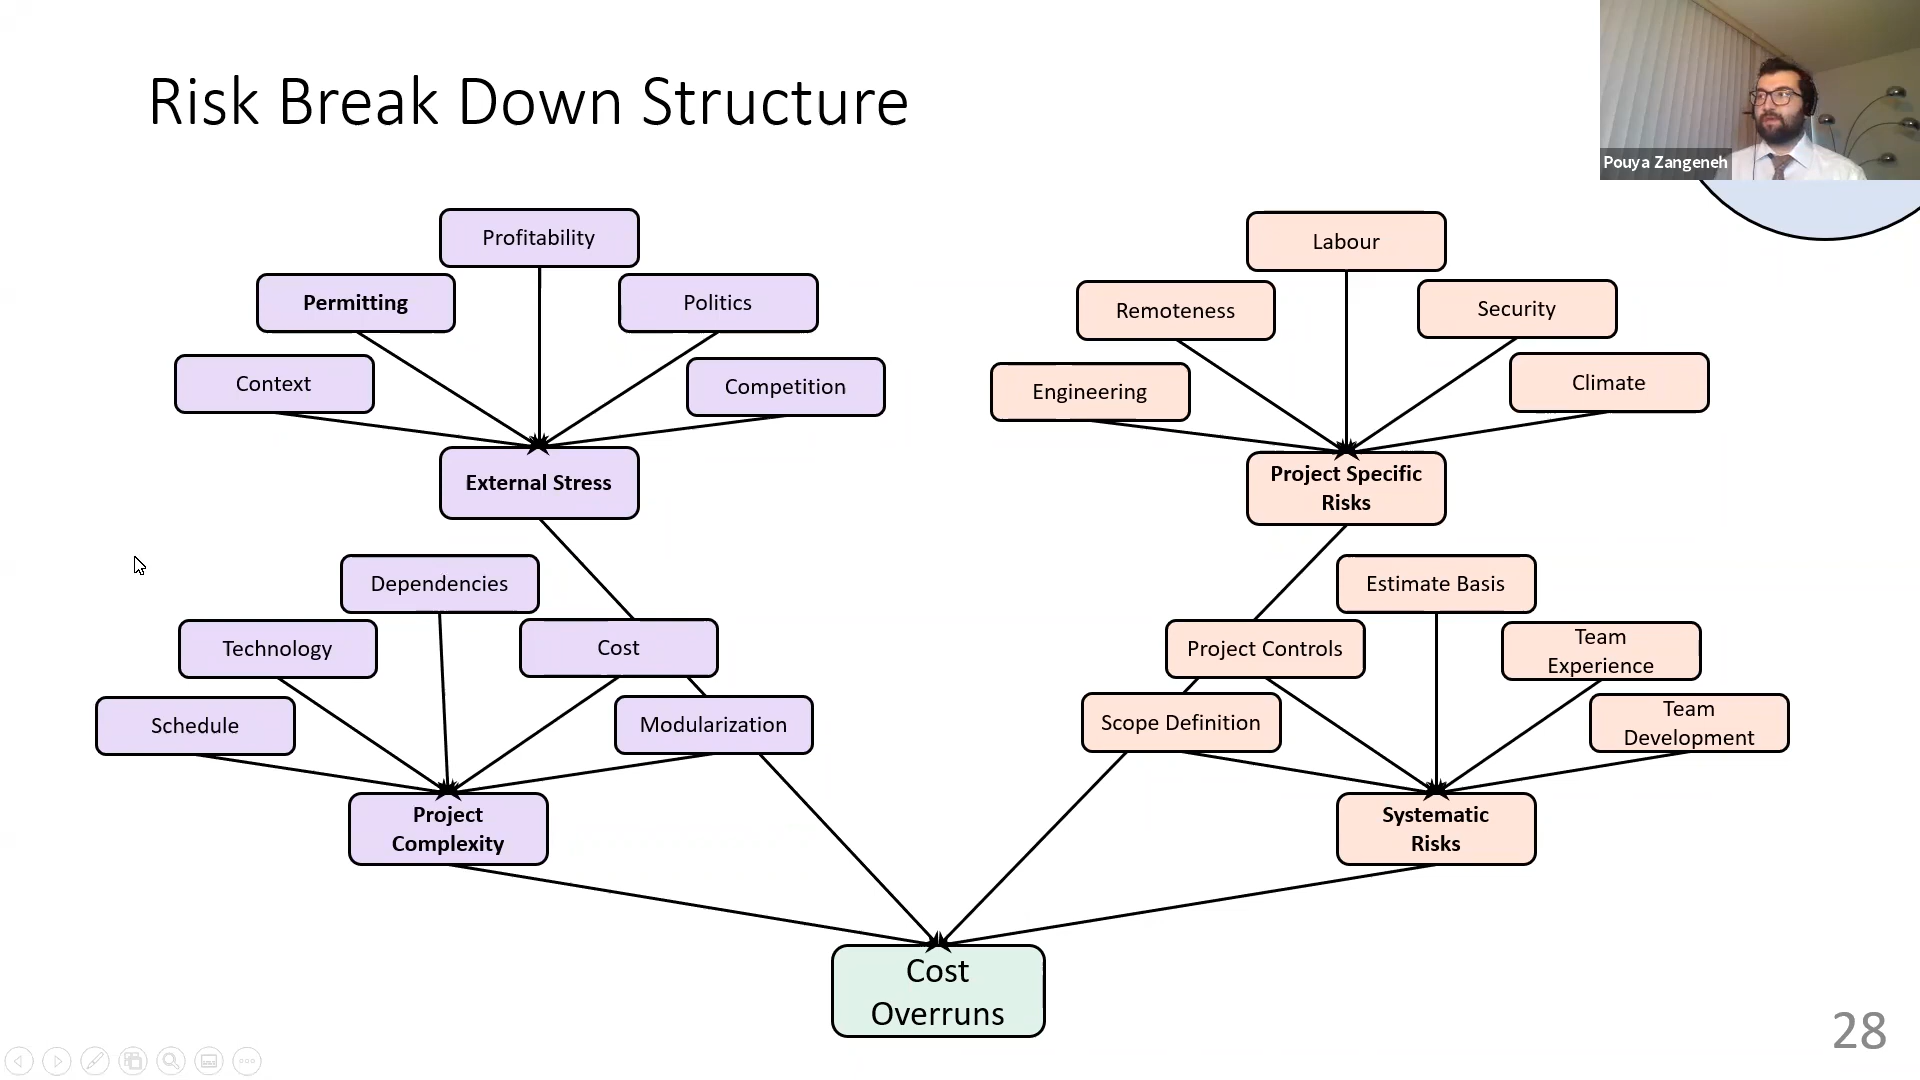 Risk Break Down Structure
Pouya Zangeneh
Profitability
Permitting
Politics
Context
Competition
External Stress
Labour
Remoteness
Security
Engineering
Climate
Project Specific
Risks
Dependencies
Technology
Cost
Schedule
Modularization
Project
Complexity
Estimate Basis
Project Controls
Team
Experience
Scope Definition
Team
Development
Systematic
Risks
Cost
Overruns
28